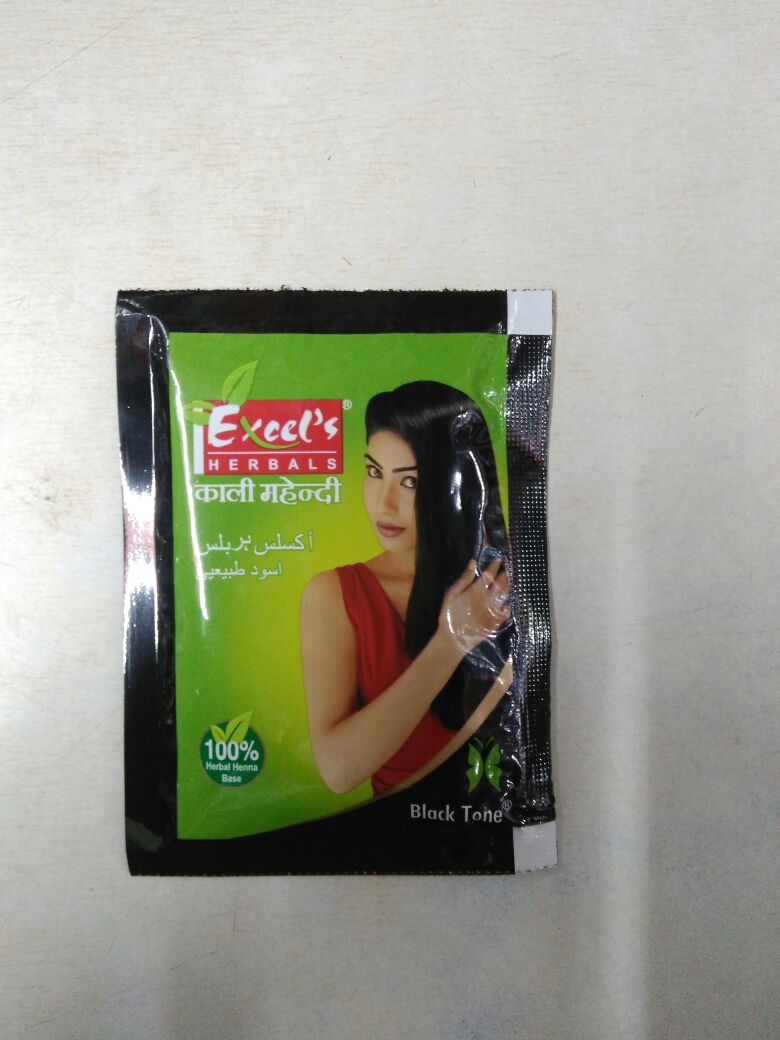 Excel's®
HERBALS
काली महेन्दी
أكسلس هربلس
اسود طبيعي
100%
Herbal Henna
Base
Black Tone®